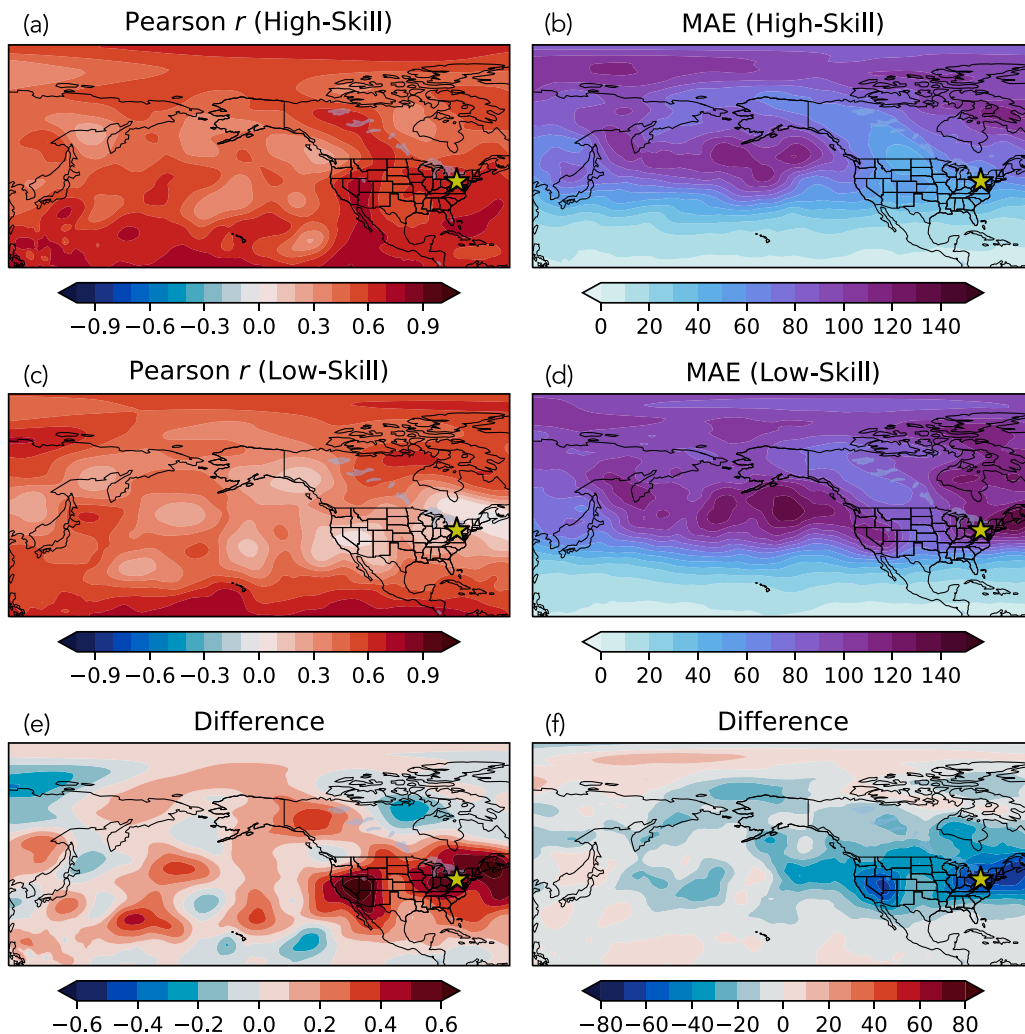 (a) Pearson r (High-Skill)
(b) MAE (High-Skill)
−0.9 −0.6 −0.3 0.0 0.3 0.6 0.9
0 20 40 60 80 100 120 140
(c) Pearson r (Low-Skill)
(d) MAE (Low-Skill)
−0.9 −0.6 −0.3 0.0 0.3 0.6 0.9
0 20 40 60 80 100 120 140
(e) Difference
(f) Difference
−0.6 −0.4 −0.2 0.0 0.2 0.4 0.6
−80 −60 −40 −20 0 20 40 60 80